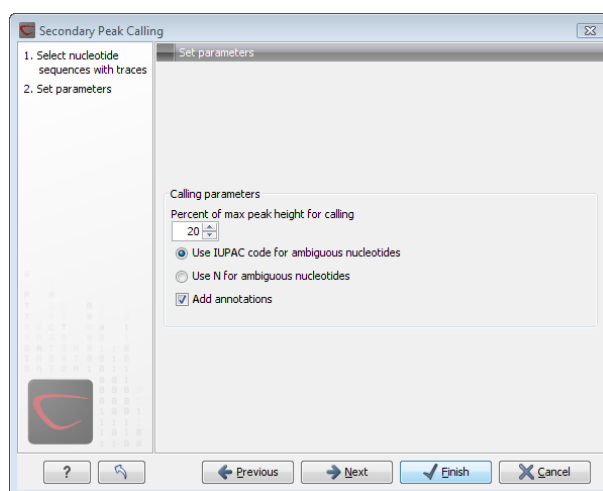 Secondary Peak Calling
1. Select nucleotide
sequences with traces
2. Set parameters
Set parameters
Calling parameters
Percent of max peak height for calling
20
Use IUPAC code for ambiguous nucleotides
Use N for ambiguous nucleotides
Add annotations
?
Previous
Next
Finish
Cancel